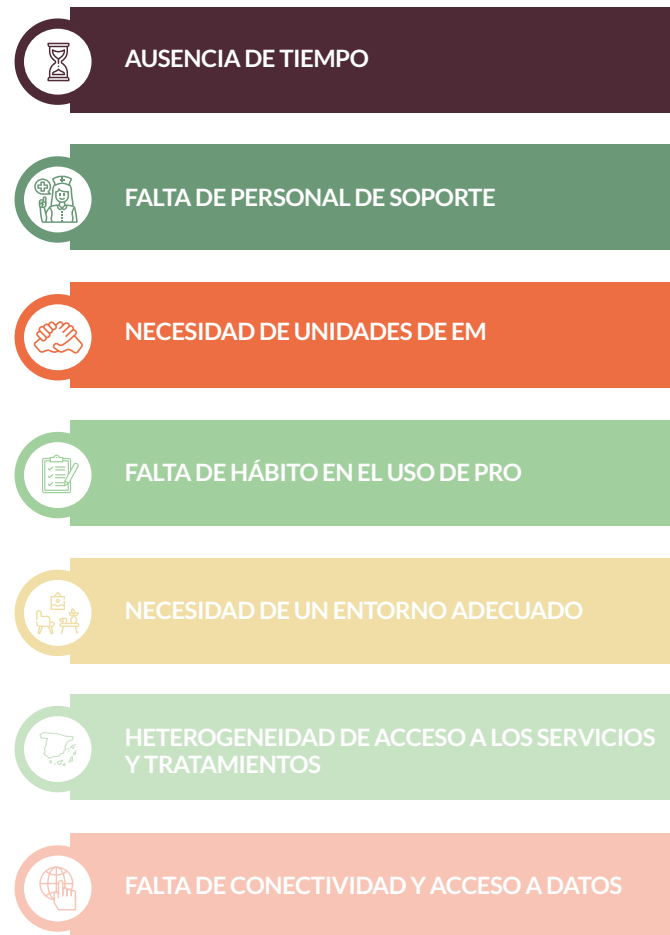 AUSENCIA DE TIEMPO
FALTA DE PERSONAL DE SOPORTE
NECESIDAD DE UNIDADES DE EM
FALTA DE HÁBITO EN EL USO DE PRO
NECESIDAD DE UN ENTORNO ADECUADO
HETEROGENEIDAD DE ACCESO A LOS SERVICIOS
Y TRATAMIENTOS
FALTA DE CONECTIVIDAD Y ACCESO A DATOS